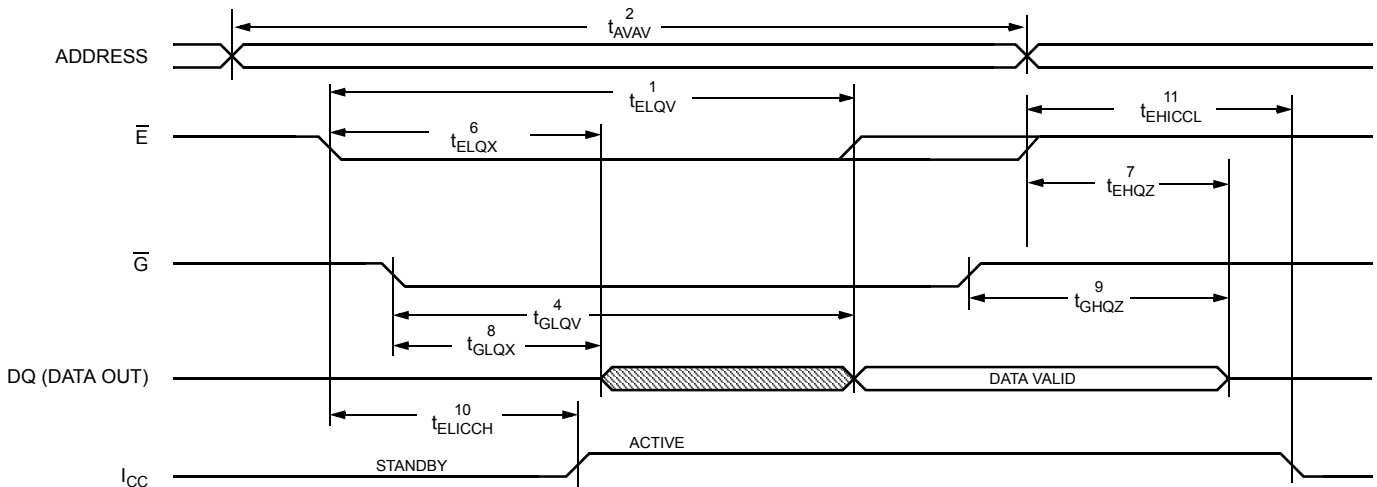 2
tAVAV
ADDRESS
1
tELQV
11
tEHICCL
E
6
tELQX
7
tEHQZ
G
9
tGHQZ
4
tGLQV
8
tGLQX
DQ (DATA OUT)
DATA VALID
10
tELICCH
ACTIVE
STANDBY
ICC